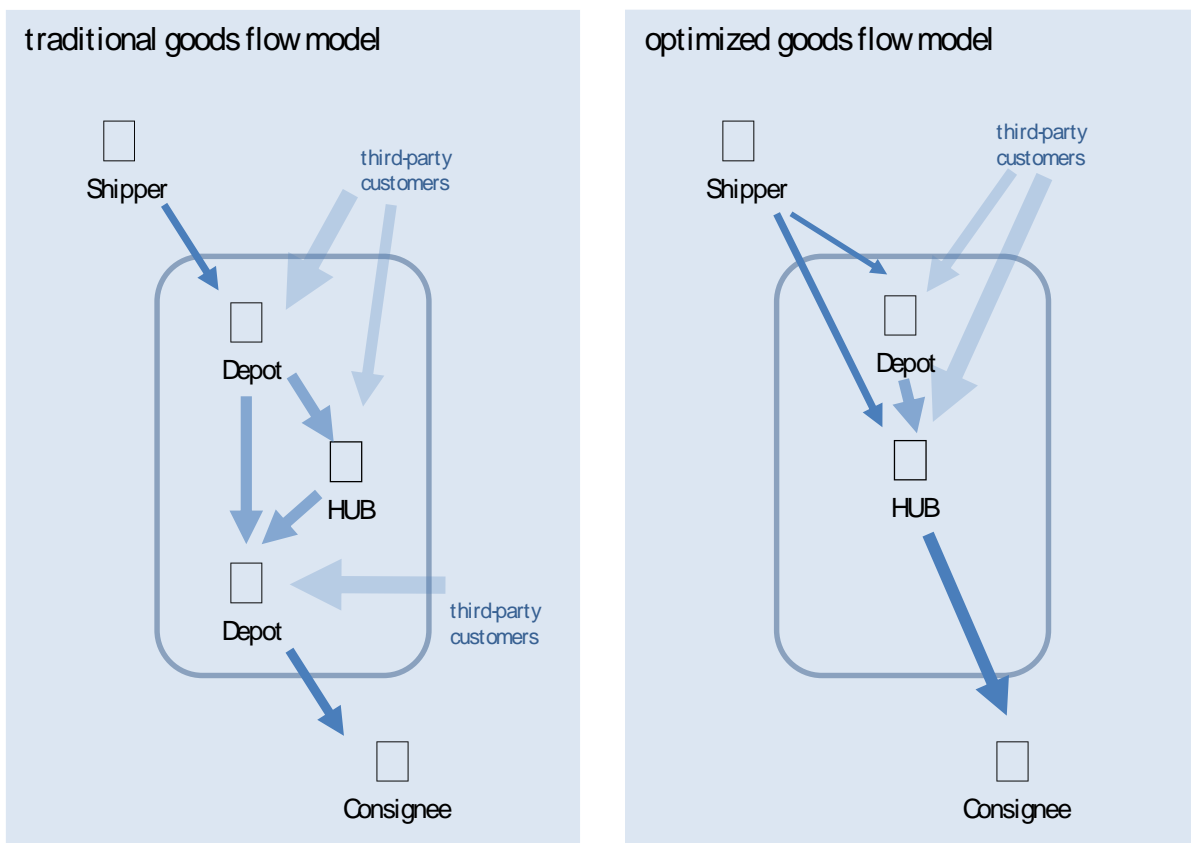 traditional goods flow model
Shipper
third-party
customers
Depot
HUB
Depot
third-party
customers
Consignee
optimized goods flow model
third-party
customers
Shipper
Depot
HUB
Consignee